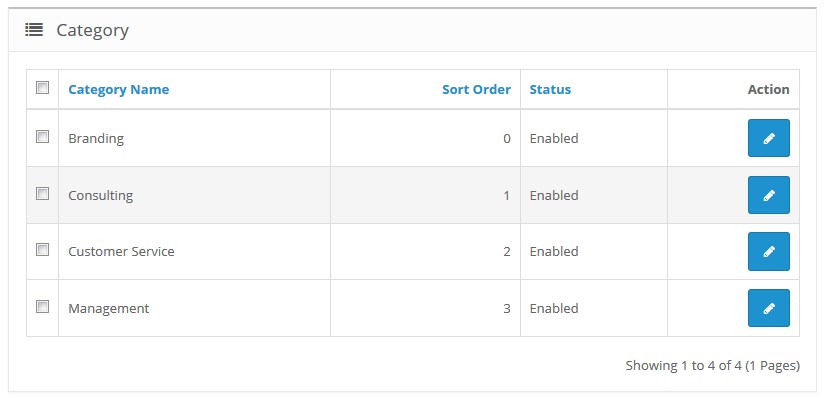 Category
Category Name Sort Order Status Action
Branding 0 Enabled
Consulting 1 Enabled
Customer Service 2 Enabled
Management 3 Enabled
Showing 1 to 4 of 4 (1 Pages)